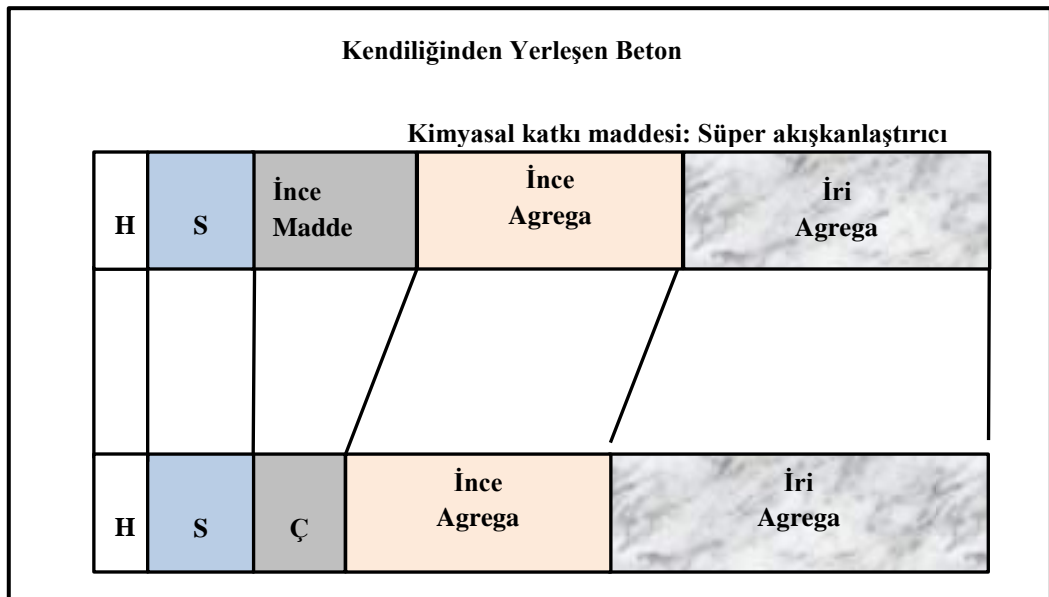 Kendiliğinden Yerleşen Beton
Kimyasal katkı maddesi: Süper akışkanlaştırıcı
H
S
İnce
Madde
İnce
Agrega
İri
Agrega
H
S
Ç
İnce
Agrega
İri
Agrega